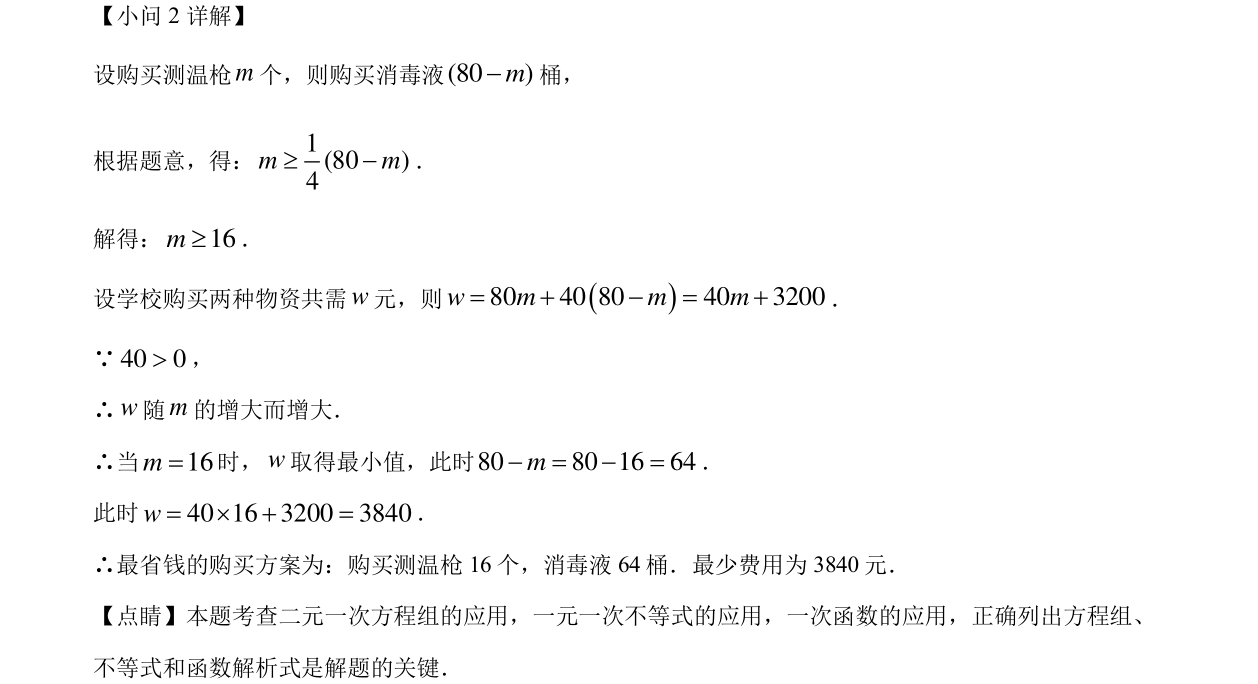 【小问 2 详解】
设购买测温枪 m 个，则购买消毒液 (80－m) 桶，
根据题意，得：m ≥ 1/4 (80－m)．
解得：m ≥ 16．
设学校购买两种物资共需 w 元，则 w = 80m + 40(80－m) = 40m + 3200．
∵ 40 > 0，
∴ w 随 m 的增大而增大．
∴当 m = 16 时，w 取得最小值，此时 80－m = 80－16 = 64．
此时 w = 40×16 + 3200 = 3840．
∴最省钱的购买方案为：购买测温枪 16 个，消毒液 64 桶．最少费用为 3840 元．
【点睛】本题考查二元一次方程组的应用，一元一次不等式的应用，一次函数的应用，正确列出方程组、
不等式和函数解析式是解题的关键．